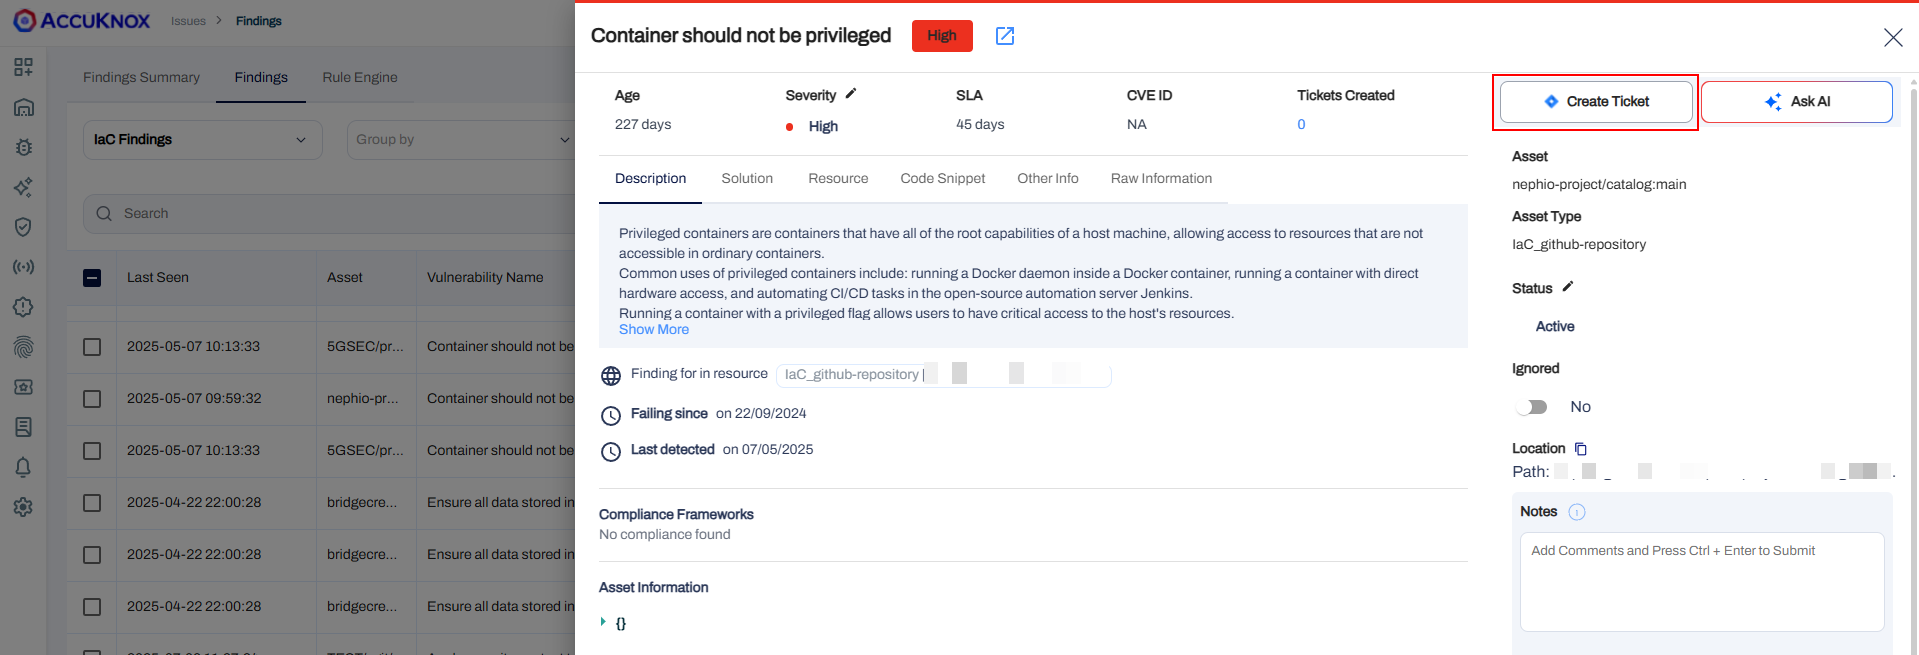 ACCUKNOX
Issues > Findings
Findings Summary
Findings
Rule Engine
IaC Findings
Group by
Search
Last Seen
Asset
Vulnerability Name
2025-05-07 10:13:33
5GSEC/pr...
Container should not be
2025-05-07 09:59:32
nephio-pr...
Container should not be
2025-05-07 10:13:33
5GSEC/pr...
Container should not be
2025-04-22 22:00:28
bridgecre...
Ensure all data stored in
2025-04-22 22:00:28
bridgecre...
Ensure all data stored in
2025-04-22 22:00:28
bridgecre...
Ensure all data stored in
Container should not be privileged
High
Age
227 days
Severity
High
SLA
45 days
CVE ID
NA
Tickets Created
0
Create Ticket
Ask AI
Description
Solution
Resource
Code Snippet
Other Info
Raw Information
Privileged containers are containers that have all of the root capabilities of a host machine, allowing access to resources that are not
accessible in ordinary containers.
Common uses of privileged containers include: running a Docker daemon inside a Docker container, running a container with direct
hardware access, and automating CI/CD tasks in the open-source automation server Jenkins.
Running a container with a privileged flag allows users to have critical access to the host's resources.
Show More
Finding for in resource
IaC_github-repository |
Failing since on 22/09/2024
Last detected on 07/05/2025
Compliance Frameworks
No compliance found
Asset Information
{}
Asset
nephio-project/catalog:main
Asset Type
IaC_github-repository
Status
Active
Ignored
No
Location
Path:
Notes
Add Comments and Press Ctrl + Enter to Submit